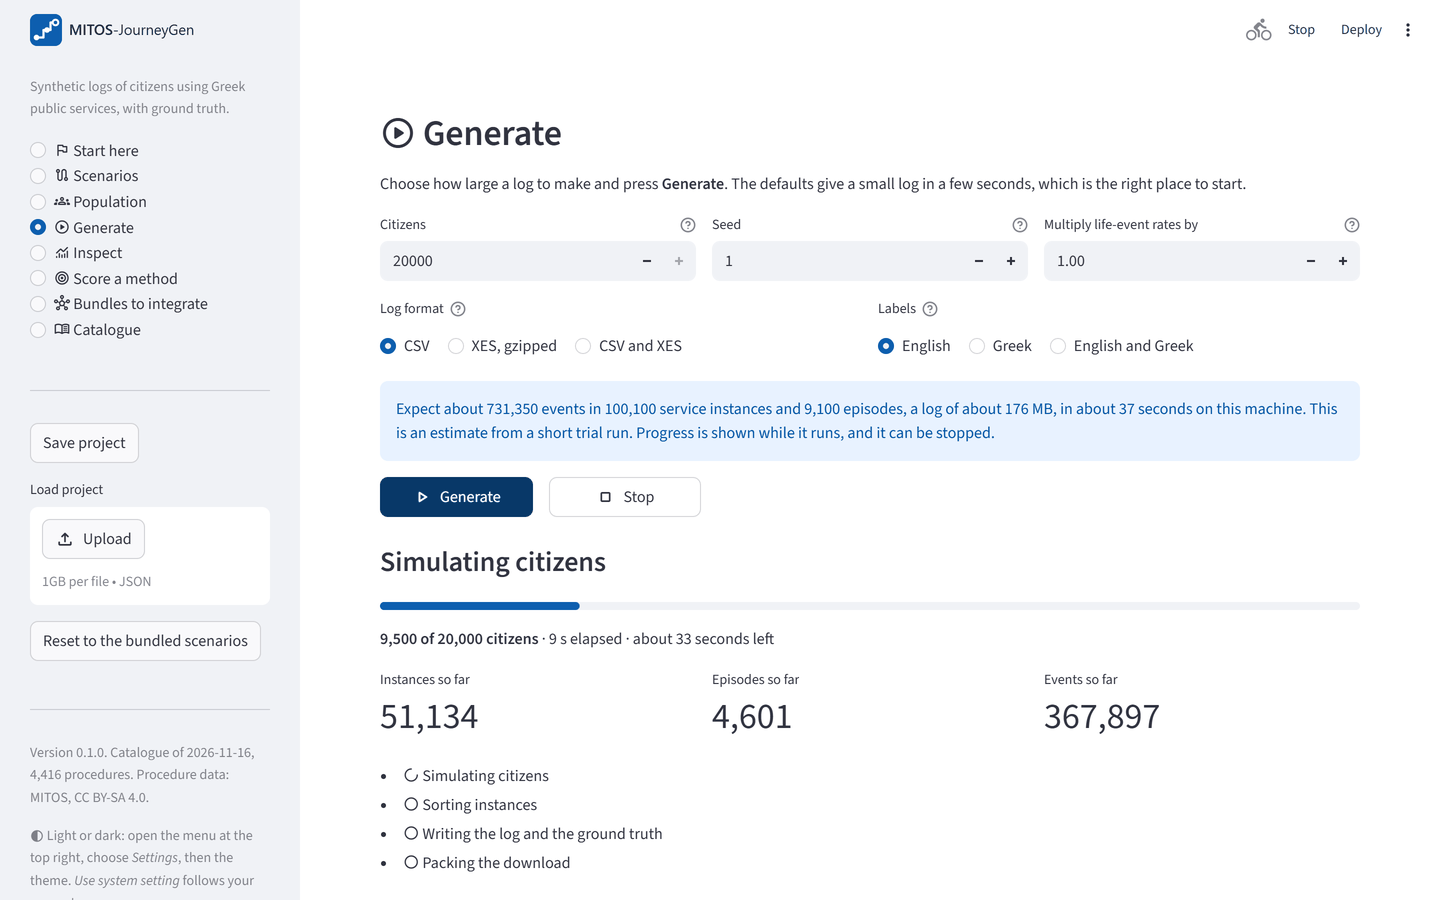 MITOS-JourneyGen
Stop
Deploy
Synthetic logs of citizens using Greek
public services, with ground truth.
Start here
Scenarios
Population
Generate
Inspect
Score a method
Bundles to integrate
Catalogue
Save project
Load project
Upload
1GB per file • JSON
Reset to the bundled scenarios
Version 0.1.0. Catalogue of 2026-11-16,
4,416 procedures. Procedure data:
MITOS, CC BY-SA 4.0.
Light or dark: open the menu at the
top right, choose Settings, then the
theme. Use system setting follows your
Generate
Choose how large a log to make and press Generate. The defaults give a small log in a few seconds, which is the right place to start.
Citizens
Seed
Multiply life-event rates by
20000
1
1.00
Log format
Labels
CSV
XES, gzipped
CSV and XES
English
Greek
English and Greek
Expect about 731,350 events in 100,100 service instances and 9,100 episodes, a log of about 176 MB, in about 37 seconds on this machine. This
is an estimate from a short trial run. Progress is shown while it runs, and it can be stopped.
Generate
Stop
Simulating citizens
9,500 of 20,000 citizens · 9 s elapsed · about 33 seconds left
Instances so far
Episodes so far
Events so far
51,134
4,601
367,897
Simulating citizens
Sorting instances
Writing the log and the ground truth
Packing the download